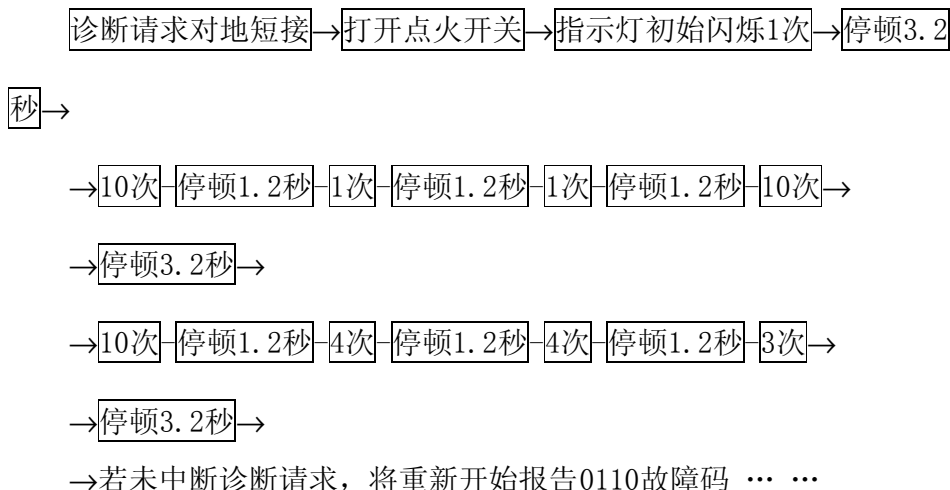 诊断请求对地短接→打开点火开关→指示灯初始闪烁1次→停顿3.2
秒→
→10次-停顿1.2秒-1次-停顿1.2秒-1次-停顿1.2秒-10次→
→停顿3.2秒→
→10次-停顿1.2秒-4次-停顿1.2秒-4次-停顿1.2秒-3次→
→停顿3.2秒→
→若未中断诊断请求，将重新开始报告0110故障码 … …